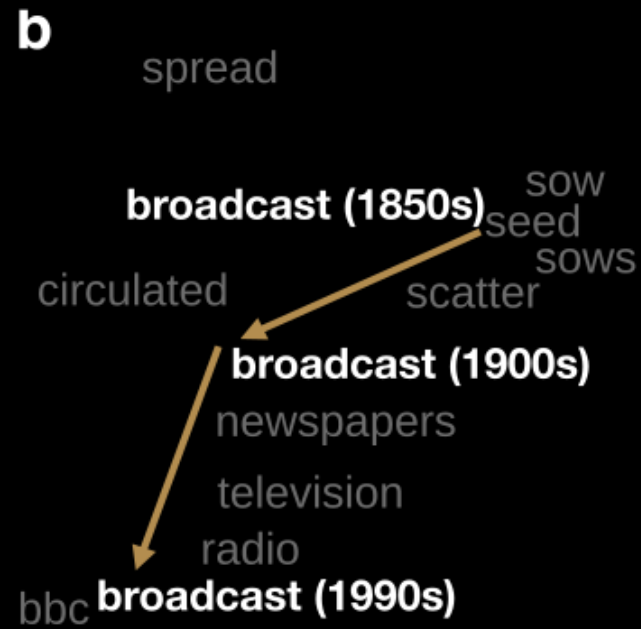 b
spread
sow
broadcast (1850s)
seed
sows
circulated
scatter
broadcast (1900s)
newspapers
television
radio
bbc
broadcast (1990s)